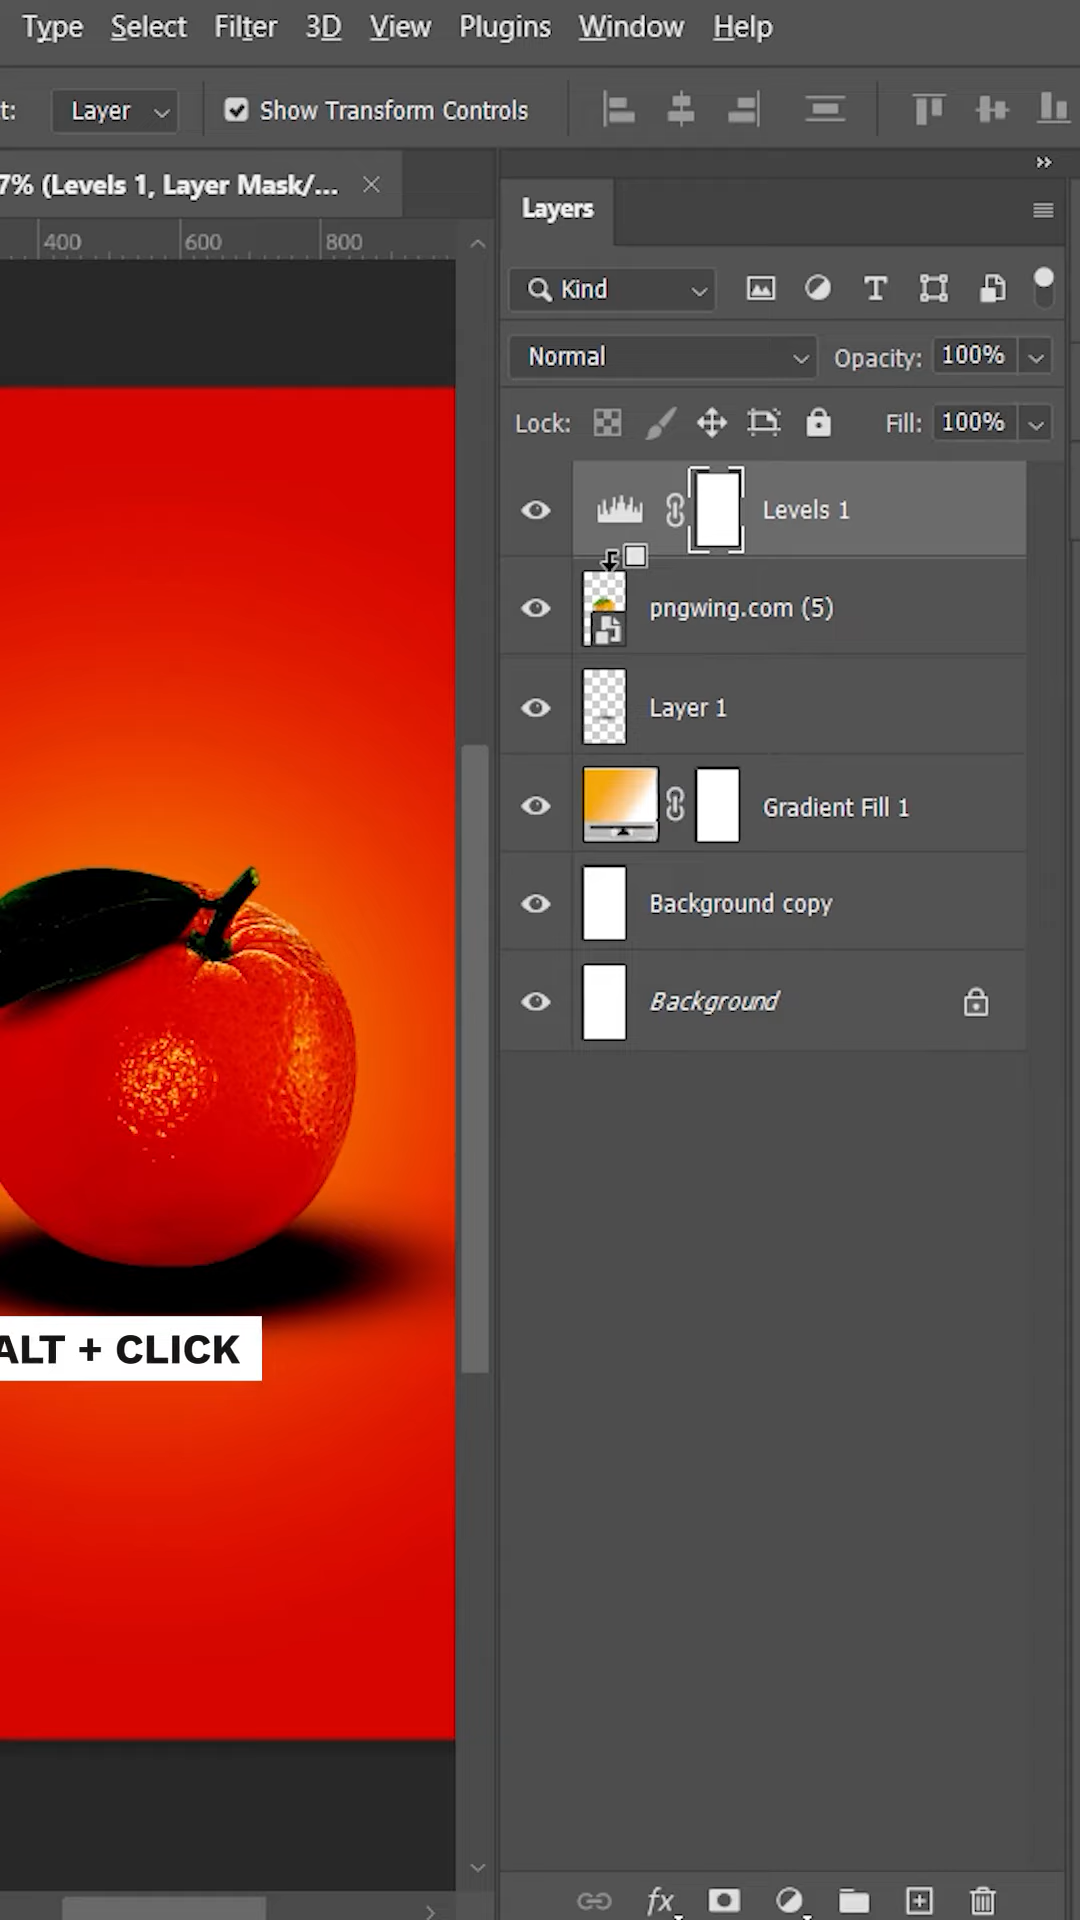 Type Select Filter 3D View Plugins Window Help
t: Layer Show Transform Controls
7% (Levels 1, Layer Mask/...
400 600 800
Layers
Kind
Normal Opacity: 100%
Lock: Fill: 100%
Levels 1
pngwing.com (5)
Layer 1
Gradient Fill 1
Background copy
Background
ALT + CLICK
fx